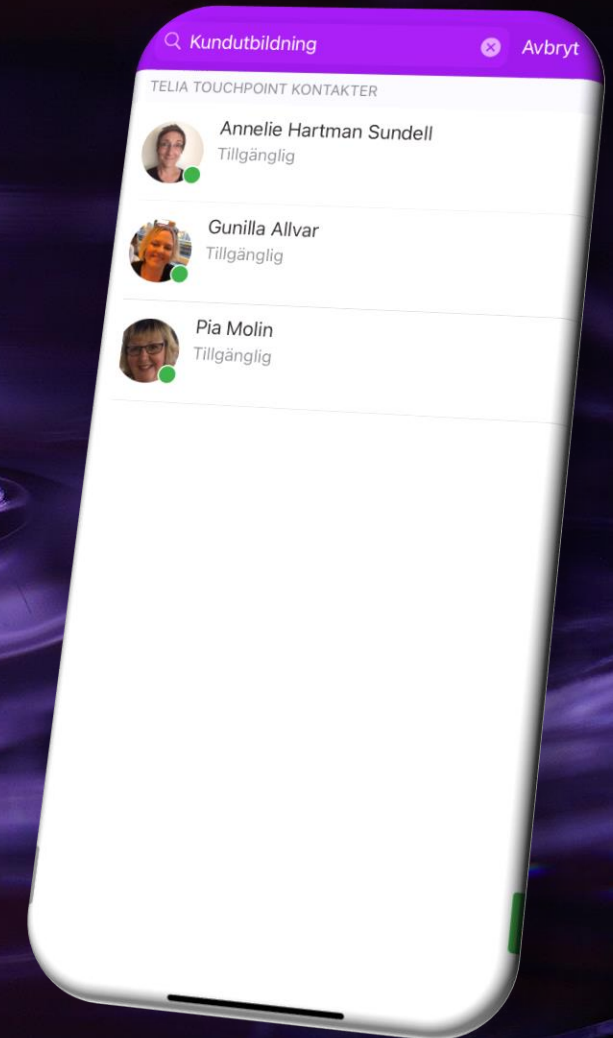 Kundutbildning
Avbryt
TELIA TOUCHPOINT KONTAKTER
Annelie Hartman Sundell
Tillgänglig
Gunilla Allvar
Tillgänglig
Pia Molin
Tillgänglig